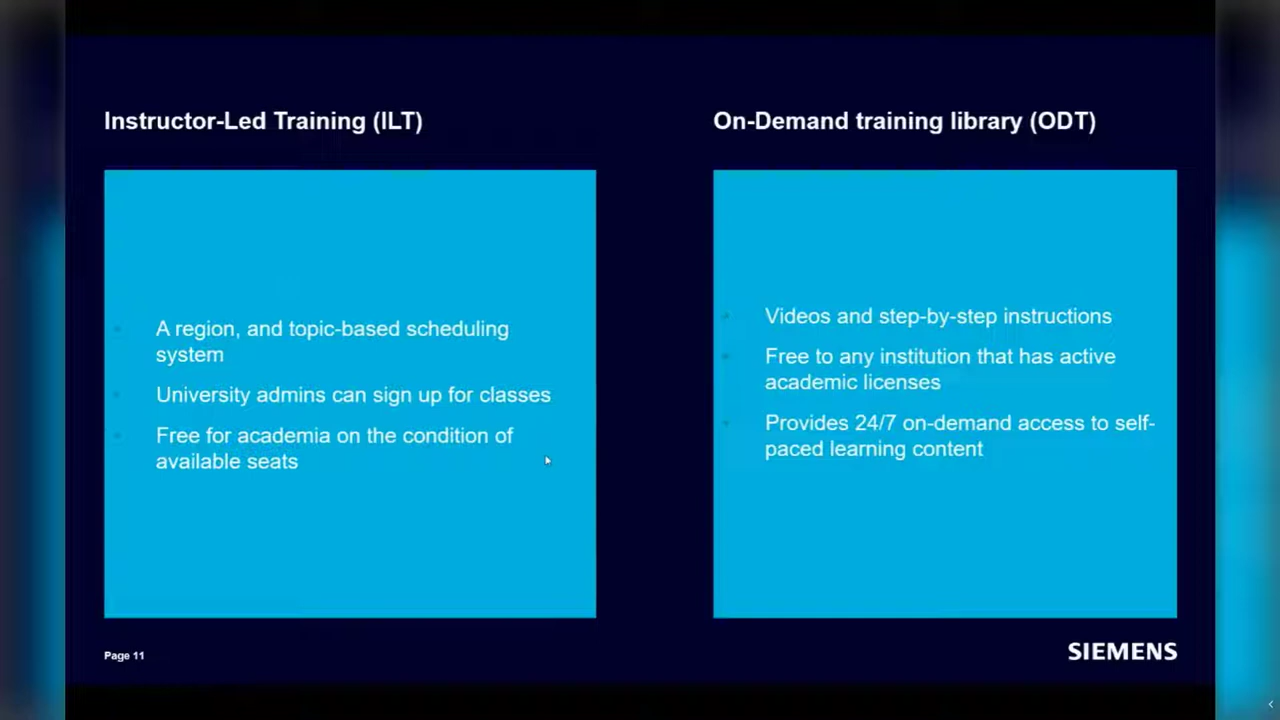 Instructor-Led Training (ILT)
A region, and topic-based scheduling
system
University admins can sign up for classes
Free for academia on the condition of
available seats
On-Demand training library (ODT)
Videos and step-by-step instructions
Free to any institution that has active
academic licenses
Provides 24/7 on-demand access to self-
paced learning content
Page 11
SIEMENS